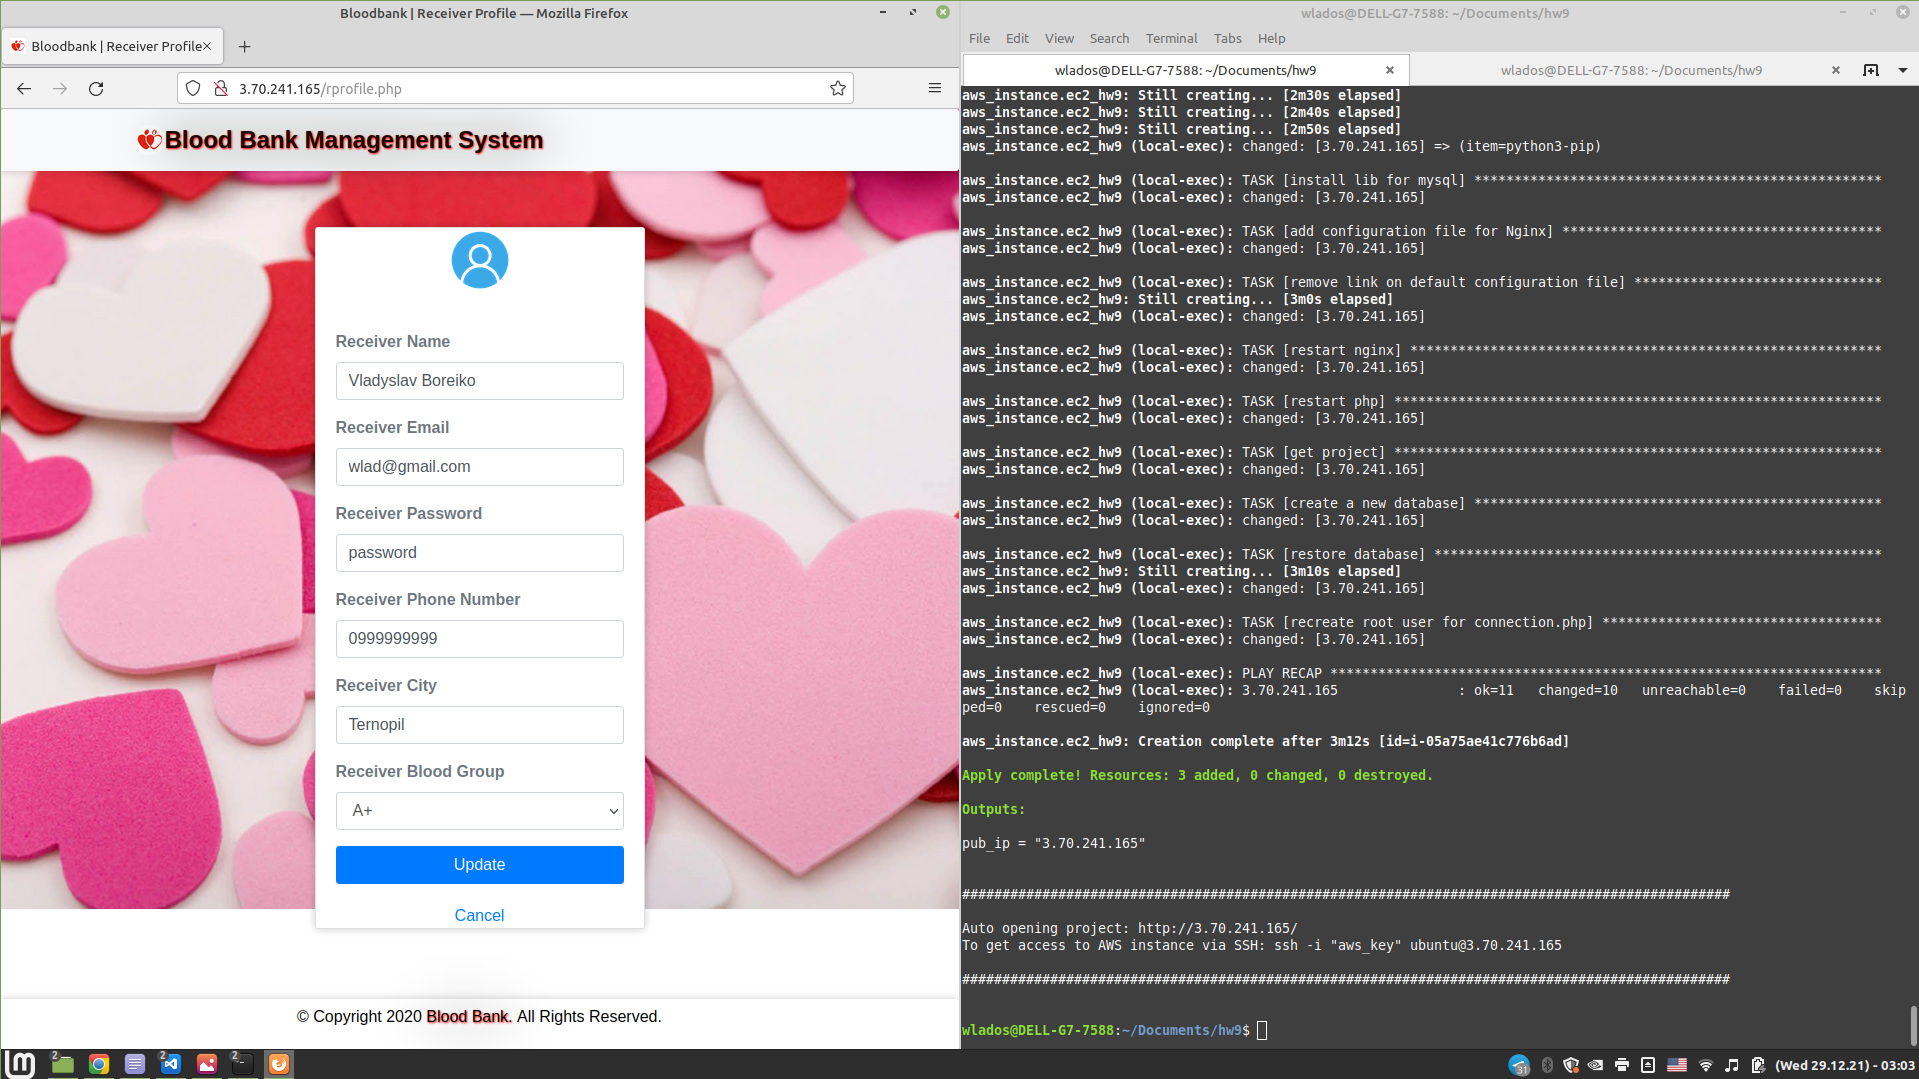 Bloodbank | Receiver Profile — Mozilla Firefox
Bloodbank | Receiver Profile
3.70.241.165/rprofile.php
Blood Bank Management System
Receiver Name
Vladyslav Boreiko
Receiver Email
wlad@gmail.com
Receiver Password
password
Receiver Phone Number
0999999999
Receiver City
Ternopil
Receiver Blood Group
A+
Update
Cancel
© Copyright 2020 Blood Bank. All Rights Reserved.
wlados@DELL-G7-7588: ~/Documents/hw9
File Edit View Search Terminal Tabs Help
wlados@DELL-G7-7588: ~/Documents/hw9
wlados@DELL-G7-7588: ~/Documents/hw9
aws_instance.ec2_hw9: Still creating... [2m30s elapsed]
aws_instance.ec2_hw9: Still creating... [2m40s elapsed]
aws_instance.ec2_hw9: Still creating... [2m50s elapsed]
aws_instance.ec2_hw9 (local-exec): changed: [3.70.241.165] => (item=python3-pip)
aws_instance.ec2_hw9 (local-exec): TASK [install lib for mysql] ***************************************************
aws_instance.ec2_hw9 (local-exec): changed: [3.70.241.165]
aws_instance.ec2_hw9 (local-exec): TASK [add configuration file for Nginx] ****************************************
aws_instance.ec2_hw9 (local-exec): changed: [3.70.241.165]
aws_instance.ec2_hw9 (local-exec): TASK [remove link on default configuration file] *******************************
aws_instance.ec2_hw9: Still creating... [3m0s elapsed]
aws_instance.ec2_hw9 (local-exec): changed: [3.70.241.165]
aws_instance.ec2_hw9 (local-exec): TASK [restart nginx] ***********************************************************
aws_instance.ec2_hw9 (local-exec): changed: [3.70.241.165]
aws_instance.ec2_hw9 (local-exec): TASK [restart php] *************************************************************
aws_instance.ec2_hw9 (local-exec): changed: [3.70.241.165]
aws_instance.ec2_hw9 (local-exec): TASK [get project] *************************************************************
aws_instance.ec2_hw9 (local-exec): changed: [3.70.241.165]
aws_instance.ec2_hw9 (local-exec): TASK [create a new database] ***************************************************
aws_instance.ec2_hw9 (local-exec): changed: [3.70.241.165]
aws_instance.ec2_hw9 (local-exec): TASK [restore database] ********************************************************
aws_instance.ec2_hw9: Still creating... [3m10s elapsed]
aws_instance.ec2_hw9 (local-exec): changed: [3.70.241.165]
aws_instance.ec2_hw9 (local-exec): TASK [recreate root user for connection.php] ***********************************
aws_instance.ec2_hw9 (local-exec): changed: [3.70.241.165]
aws_instance.ec2_hw9 (local-exec): PLAY RECAP *********************************************************************
aws_instance.ec2_hw9 (local-exec): 3.70.241.165               : ok=11   changed=10   unreachable=0    failed=0    skip
ped=0    rescued=0    ignored=0
aws_instance.ec2_hw9: Creation complete after 3m12s [id=i-05a75ae41c776b6ad]
Apply complete! Resources: 3 added, 0 changed, 0 destroyed.
Outputs:
pub_ip = "3.70.241.165"
################################################################################################
Auto opening project: http://3.70.241.165/
To get access to AWS instance via SSH: ssh -i "aws_key" ubuntu@3.70.241.165
################################################################################################
wlados@DELL-G7-7588:~/Documents/hw9$
2 2 2 31 (Wed 29.12.21) - 03:03